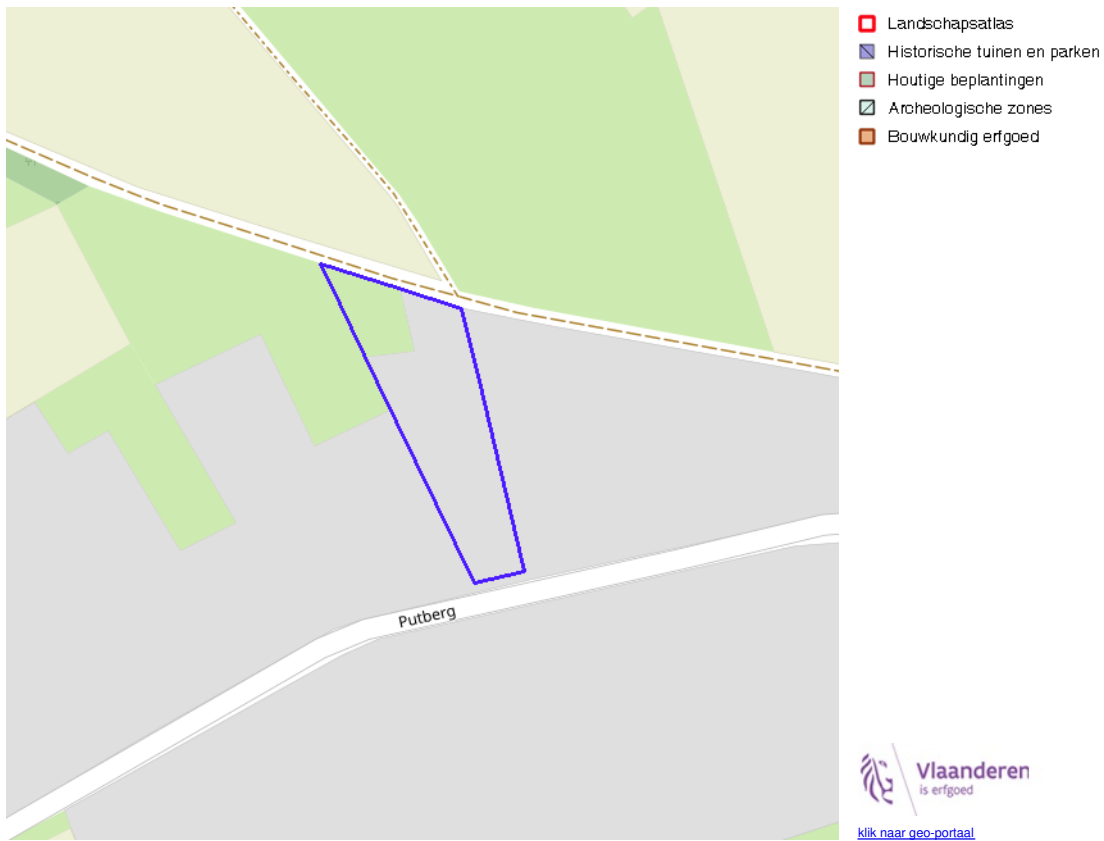 Landschapsatlas
Historische tuinen en parken
Houtige beplantingen
Archeologische zones
Bouwkundig erfgoed
Putberg
Vlaanderen
is erfgoed
klik naar geo-portaal